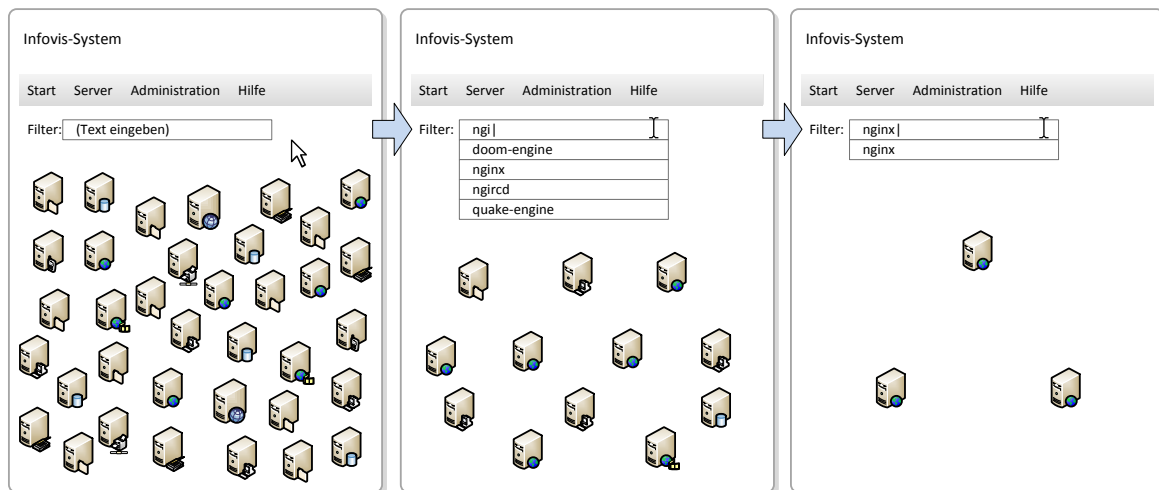 Infovis-System
Start Server Administration Hilfe
Filter: (Text eingeben)
Infovis-System
Start Server Administration Hilfe
Filter: ngi|
doom-engine
nginx
ngircd
quake-engine
Infovis-System
Start Server Administration Hilfe
Filter: nginx|
nginx